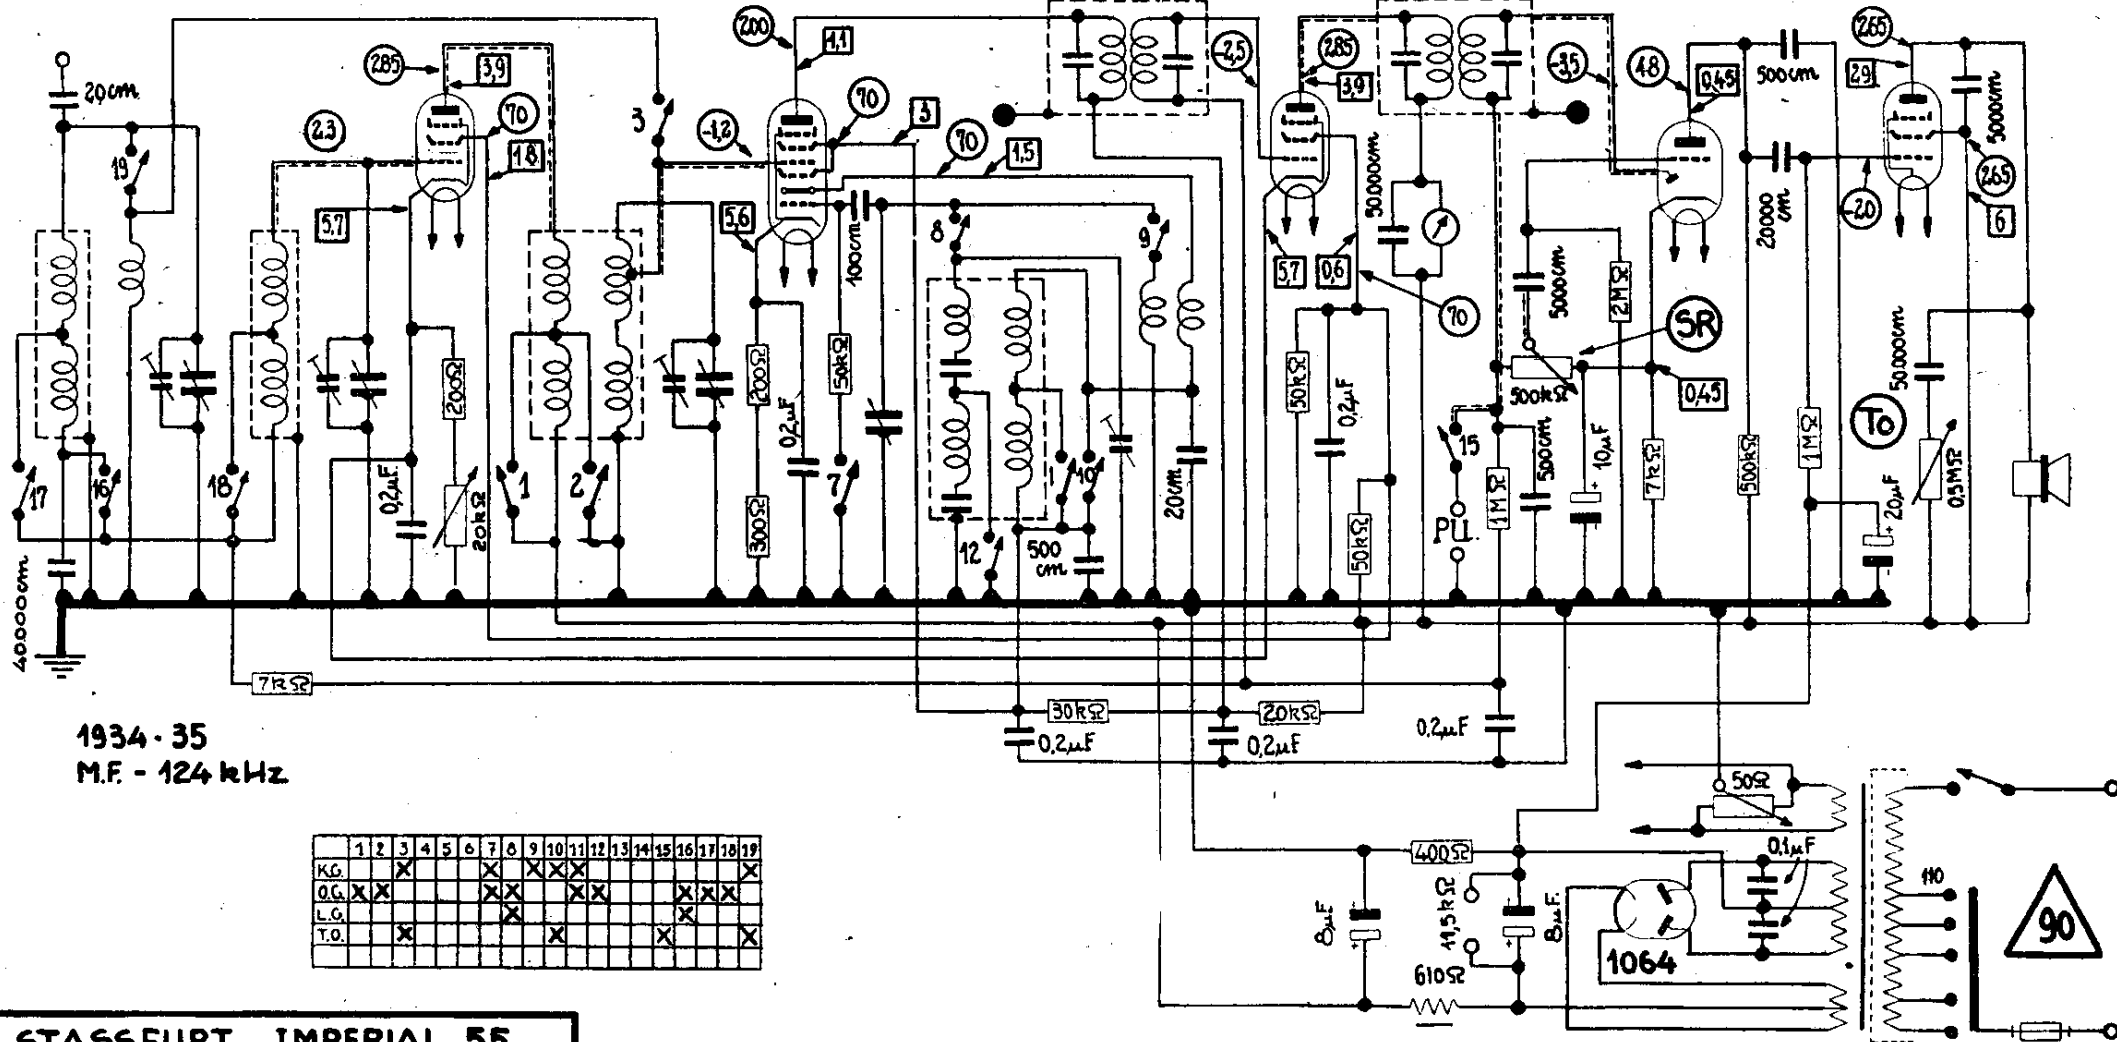 200
1,1
285
3,9
20cm
70
18
2.3
19
3
-1,2
70
3
70
1,5
-2,5
285
3,9
-3,5
48
0,45
500cm
265
29
5000cm
265
6
-20
20000
cm
5,7
5,6
100cm
8
9
50.000cm
5,7
0,6
70
5000cm
2MΩ
SR
500kΩ
0,45
50000cm
To
200Ω
200Ω
50kΩ
0,2µF
50kΩ
0,2µF
15
500cm
10µF
7kΩ
500kΩ
1MΩ
0,5MΩ
17
16
18
0,2µF
20kΩ
1
2
300Ω
7
12
1
10
500
cm
20cm
50kΩ
PU.
1MΩ
20µF
40.000cm
7kΩ
30kΩ
20kΩ
0,2µF
0,2µF
0,2µF
1934-35
M.F. - 124 kHz
50Ω
0,1µF
110
90
400Ω
8µF
11,5kΩ
8µF.
610Ω
1064
1 2 3 4 5 6 7 8 9 10 11 12 13 14 15 16 17 18 19
K.G. X X X X X X
O.G. X X X X X X X X X
L.G. X X
T.O. X X X X
STASSFURT IMPERIAL 55